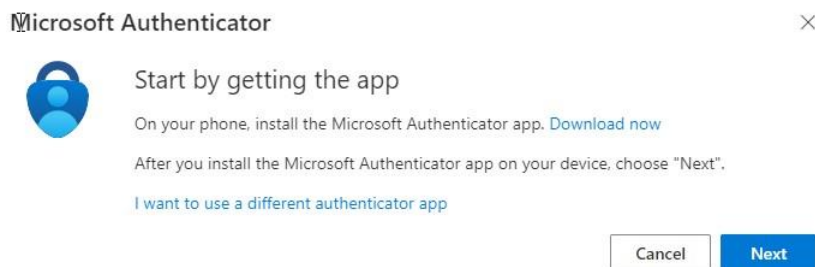 Microsoft Authenticator
Start by getting the app
On your phone, install the Microsoft Authenticator app. Download now
After you install the Microsoft Authenticator app on your device, choose "Next".
I want to use a different authenticator app
Cancel Next